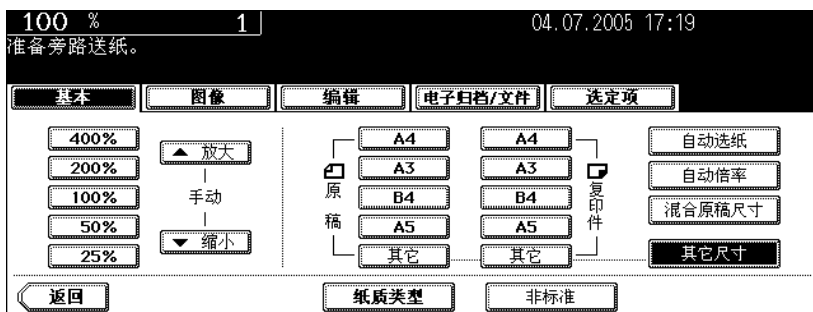 100 % 1 04.07.2005 17:19
准备旁路送纸。
基本 图像 编辑 电子归档/文件 选定项
400% 放大 A4 A4 自动选纸
200% A3 A3 自动倍率
100% 手动 原稿 B4 B4 复印件 混合原稿尺寸
50% A5 A5
25% 缩小 其它 其它 其它尺寸
返回 纸质类型 非标准